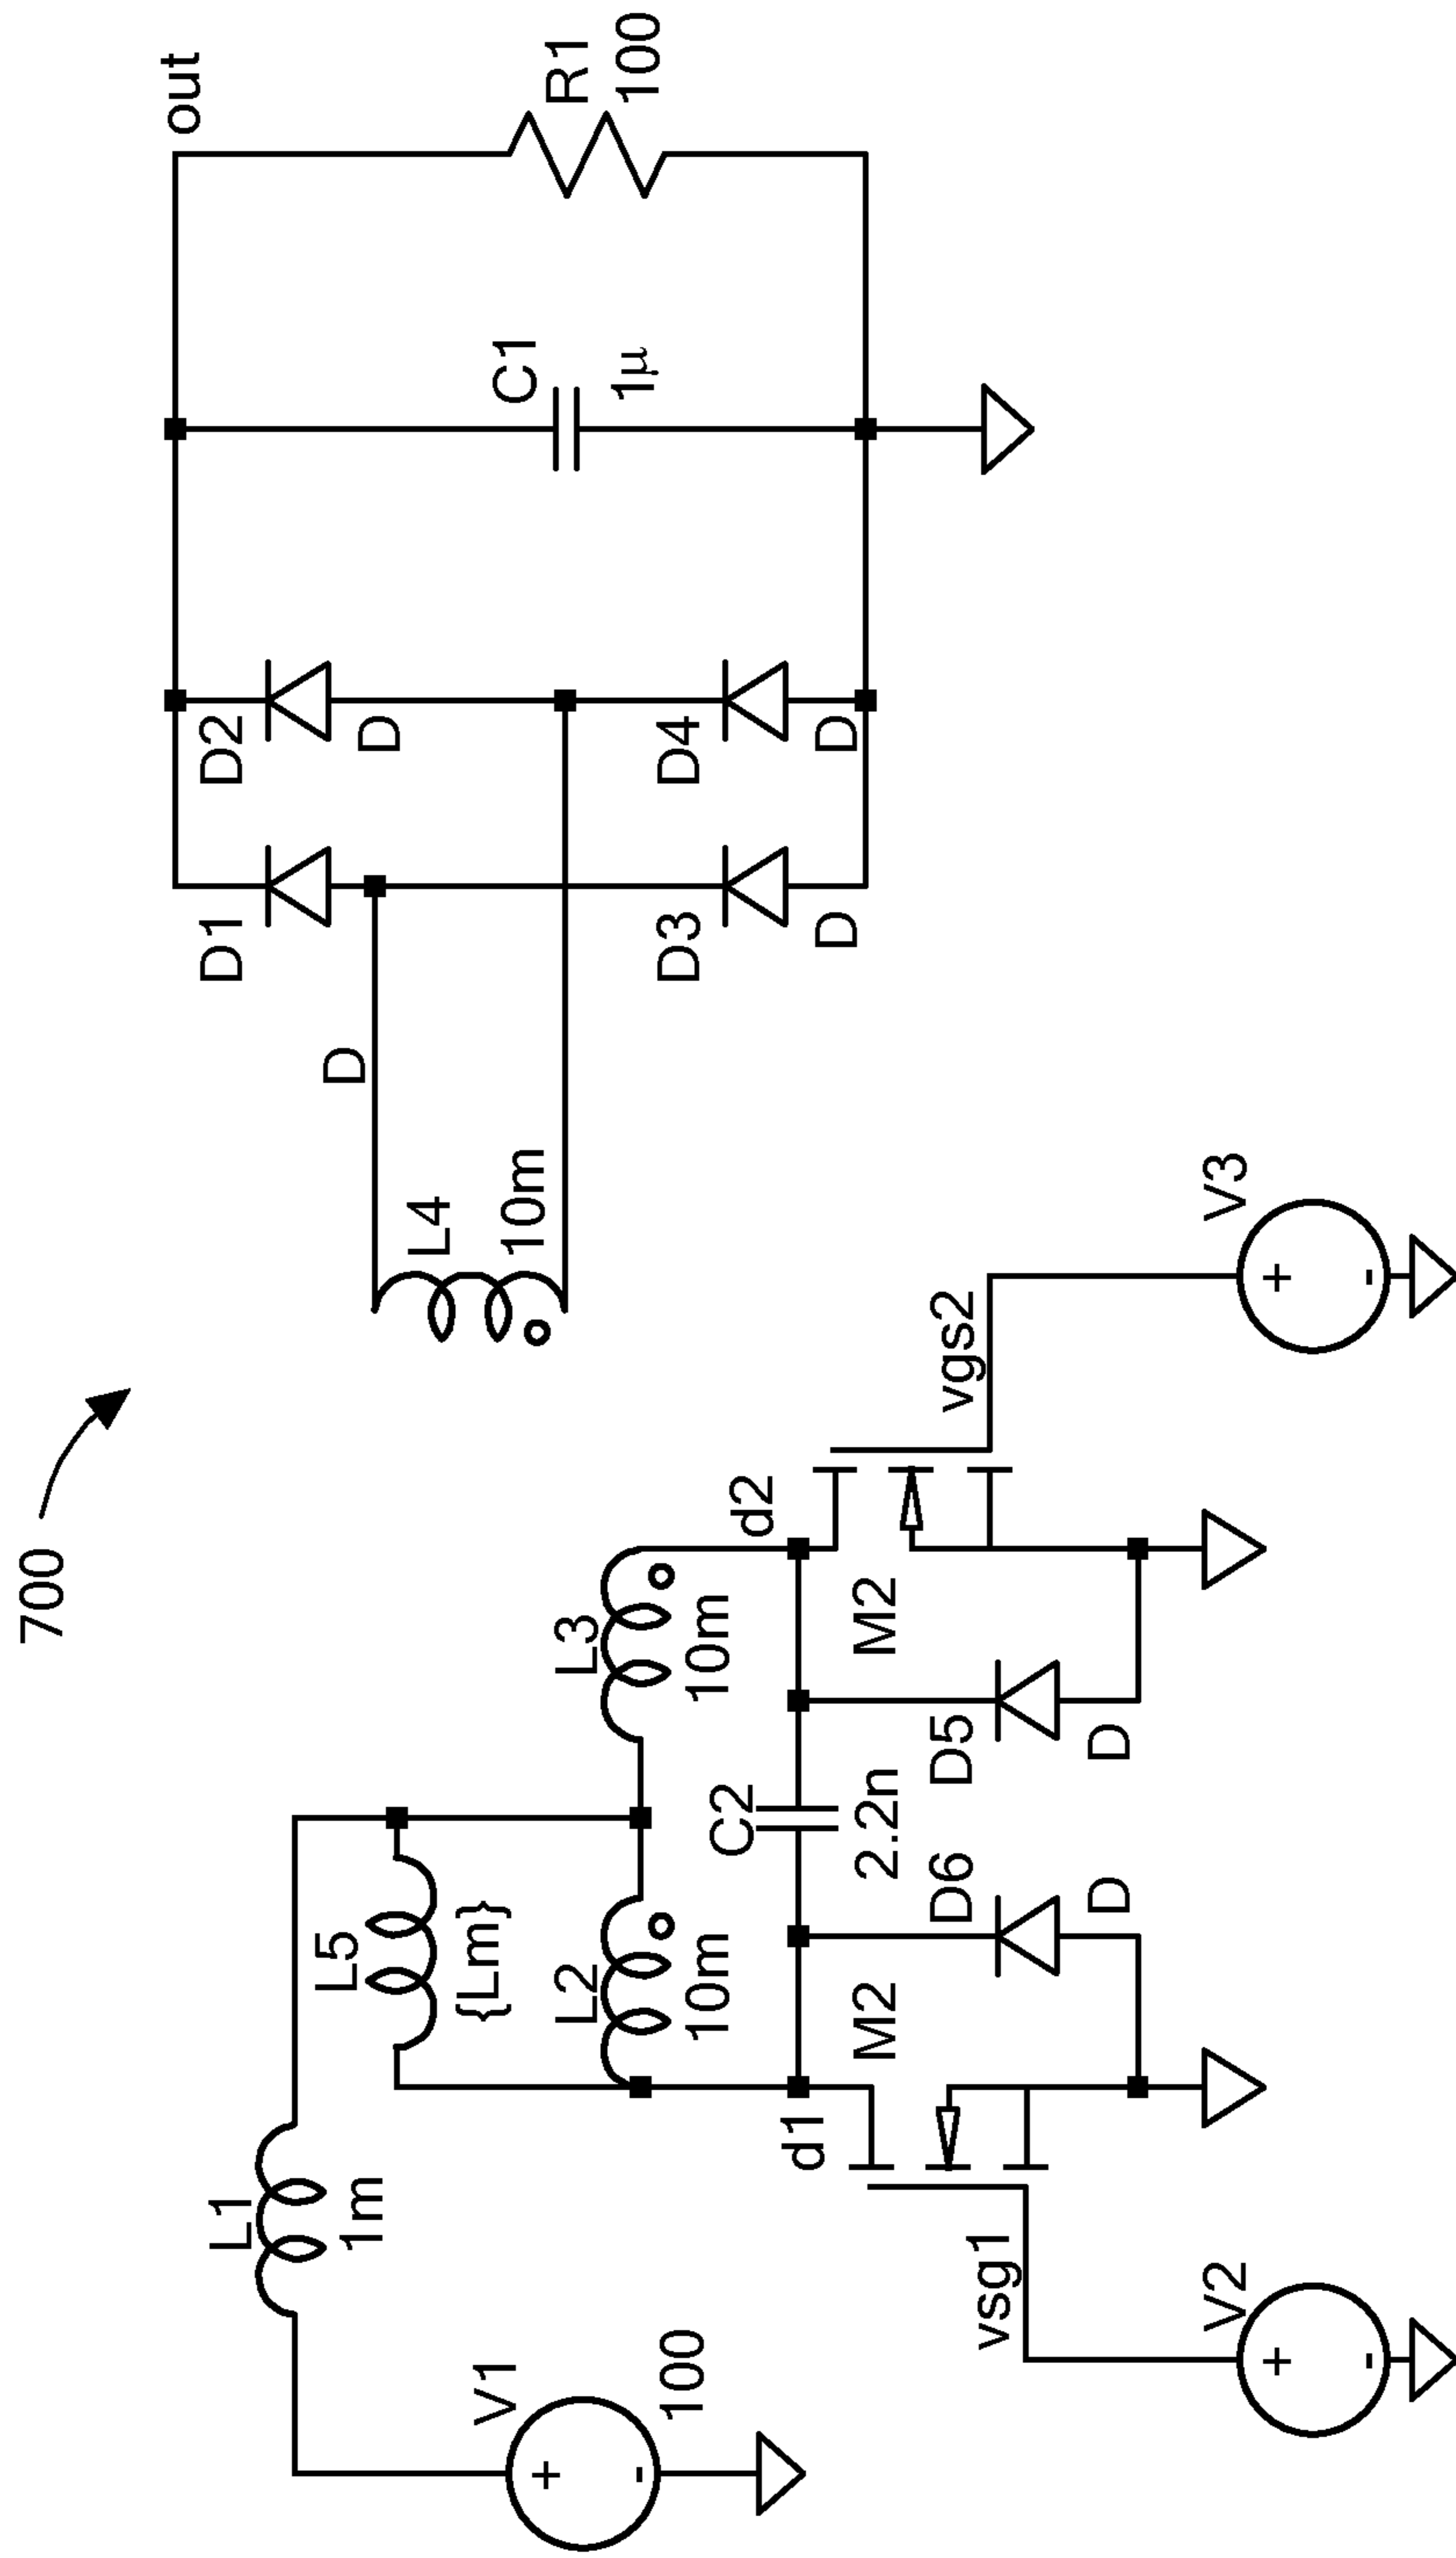 700
L1
1m
V1
100
L5
{Lm}
L2
10m
L3
10m
d1
d2
C2
2.2n
M2
M2
D6
D
D5
D
vsg1
vgs2
V2
+
-
V3
+
-
+
-
L4
10m
D
D1
D2
D
D3
D
D4
D
C1
1µ
out
R1
100